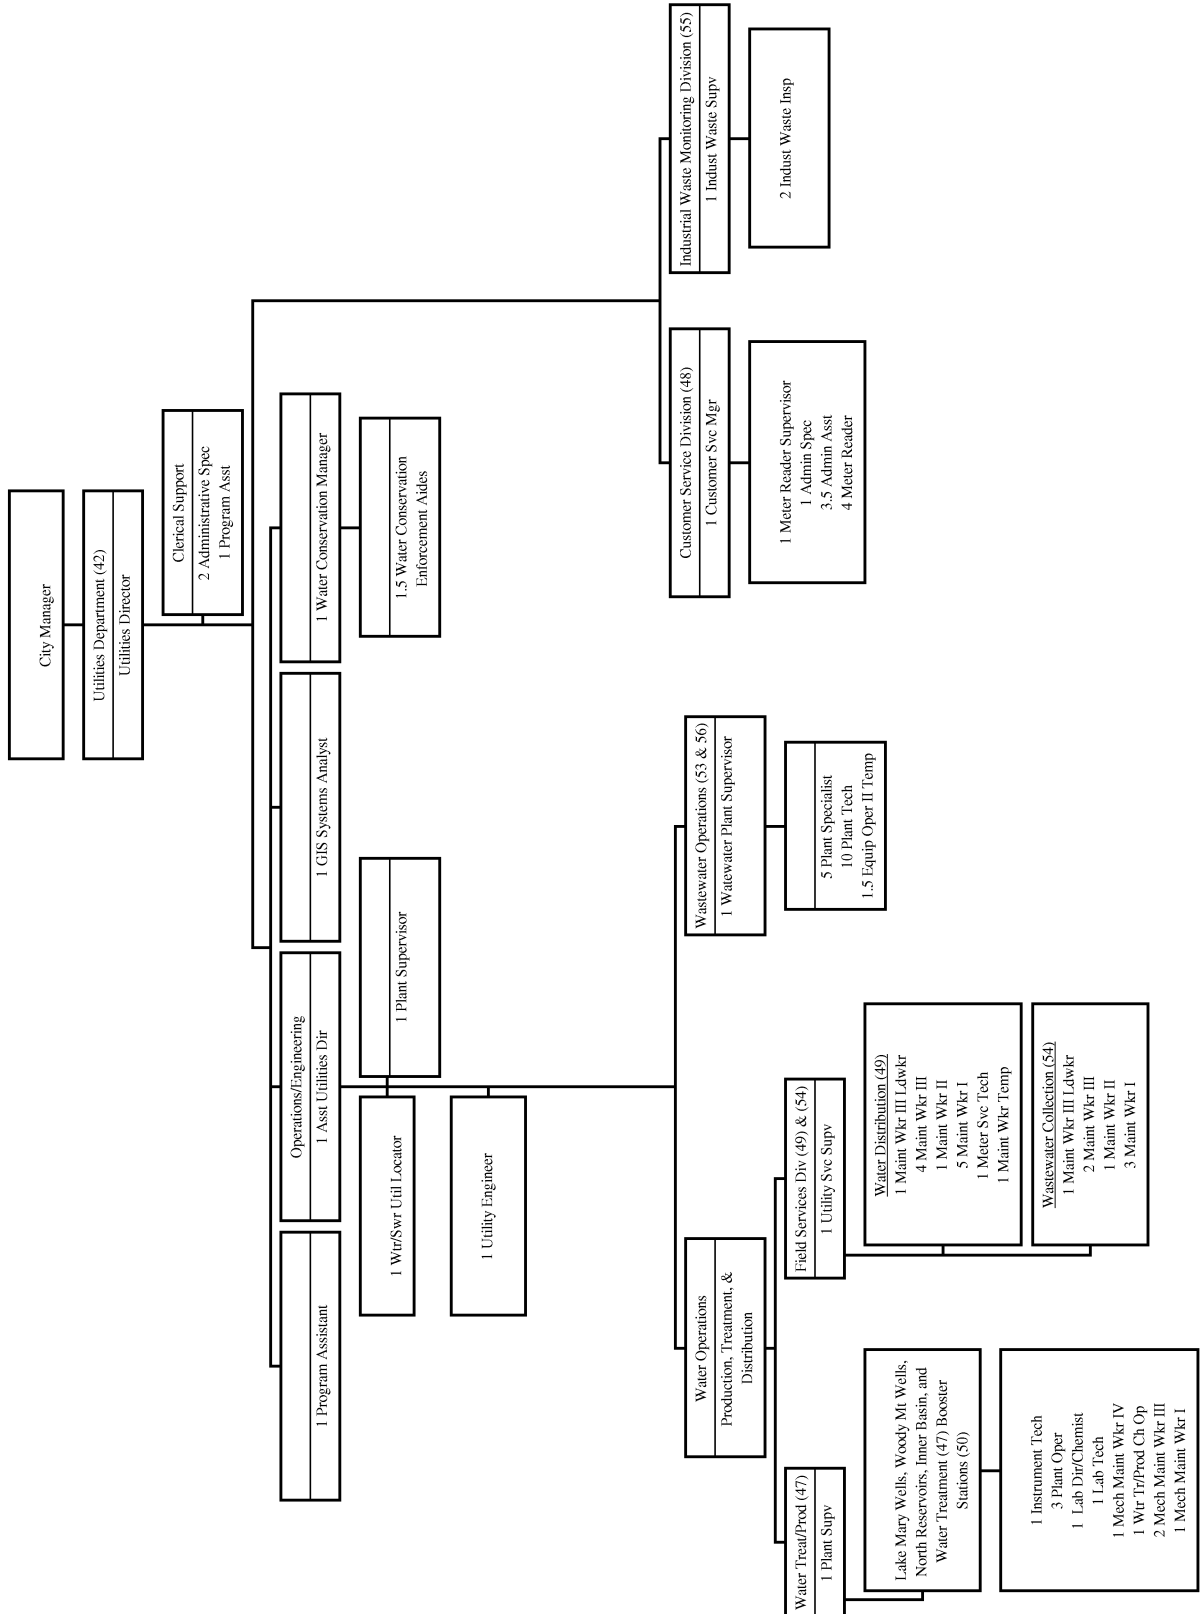 City Manager
Utilities Department (42)
Utilities Director
Clerical Support
2 Administrative Spec
1 Program Asst
1 Program Assistant
Operations/Engineering
1 Asst Utilities Dir
1 GIS Systems Analyst
1 Water Conservation Manager
1 Wtr/Swr Util Locator
1 Plant Supervisor
1.5 Water Conservation
Enforcement Aides
1 Utility Engineer
Water Operations
Production, Treatment, &
Distribution
Wastewater Operations (53 & 56)
1 Watewater Plant Supervisor
Customer Service Division (48)
1 Customer Svc Mgr
Industrial Waste Monitoring Division (55)
1 Indust Waste Supv
Water Treat/Prod (47)
1 Plant Supv
Field Services Div (49) & (54)
1 Utility Svc Supv
5 Plant Specialist
10 Plant Tech
1.5 Equip Oper II Temp
1 Meter Reader Supervisor
1 Admin Spec
3.5 Admin Asst
4 Meter Reader
2 Indust Waste Insp
Lake Mary Wells, Woody Mt Wells,
North Reservoirs, Inner Basin, and
Water Treatment (47) Booster
Stations (50)
Water Distribution (49)
1 Maint Wkr III Ldwkr
4 Maint Wkr III
1 Maint Wkr II
5 Maint Wkr I
1 Meter Svc Tech
1 Maint Wkr Temp
1 Instrument Tech
3 Plant Oper
1 Lab Dir/Chemist
1 Lab Tech
1 Mech Maint Wkr IV
1 Wtr Tr/Prod Ch Op
2 Mech Maint Wkr III
1 Mech Maint Wkr I
Wastewater Collection (54)
1 Maint Wkr III Ldwkr
2 Maint Wkr III
1 Maint Wkr II
3 Maint Wkr I